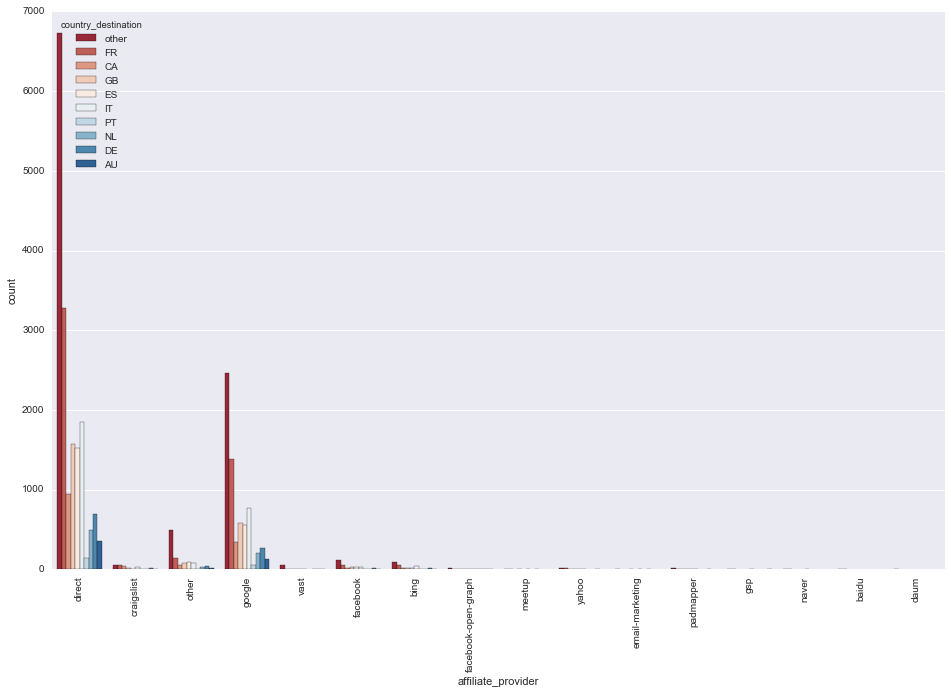 7000
6000
5000
4000
3000
2000
1000
0
count
country_destination
other
FR
CA
GB
ES
IT
PT
NL
DE
AU
direct
craigslist
other
google
vast
facebook
bing
facebook-open-graph
meetup
yahoo
email-marketing
padmapper
gsp
naver
baidu
daum
affiliate_provider